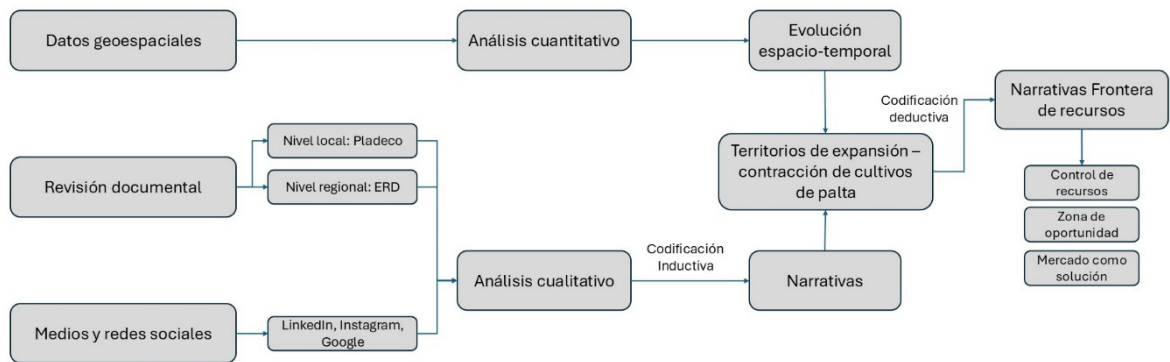 Datos geoespaciales
Análisis cuantitativo
Evolución
espacio-temporal
Codificación
deductiva
Narrativas Frontera
de recursos
Nivel local: Pladeco
Revisión documental
Nivel regional: ERD
Territorios de expansión –
contracción de cultivos
de palta
Control de
recursos
Zona de
oportunidad
Mercado como
solución
Codificación
Inductiva
Análisis cualitativo
Narrativas
Medios y redes sociales
LinkedIn, Instagram,
Google